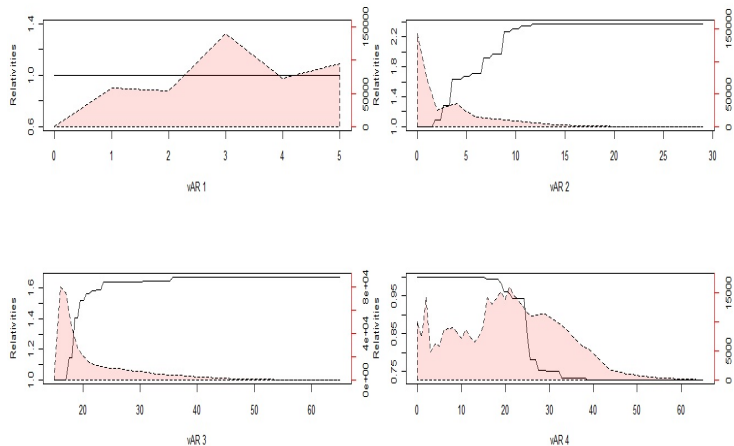 Relativities
0.6 1.0 1.4
0 50000 150000
0 1 2 3 4 5
vAR 1
Relativities
1.0 1.4 1.8 2.2
0 50000 150000
0 5 10 15 20 25 30
vAR 2
Relativities
1.0 1.2 1.4 1.6
0e+00 4e+04 8e+04
20 30 40 50 60
vAR 3
Relativities
0.75 0.85 0.95
0 5000 15000
0 10 20 30 40 50 60
vAR 4